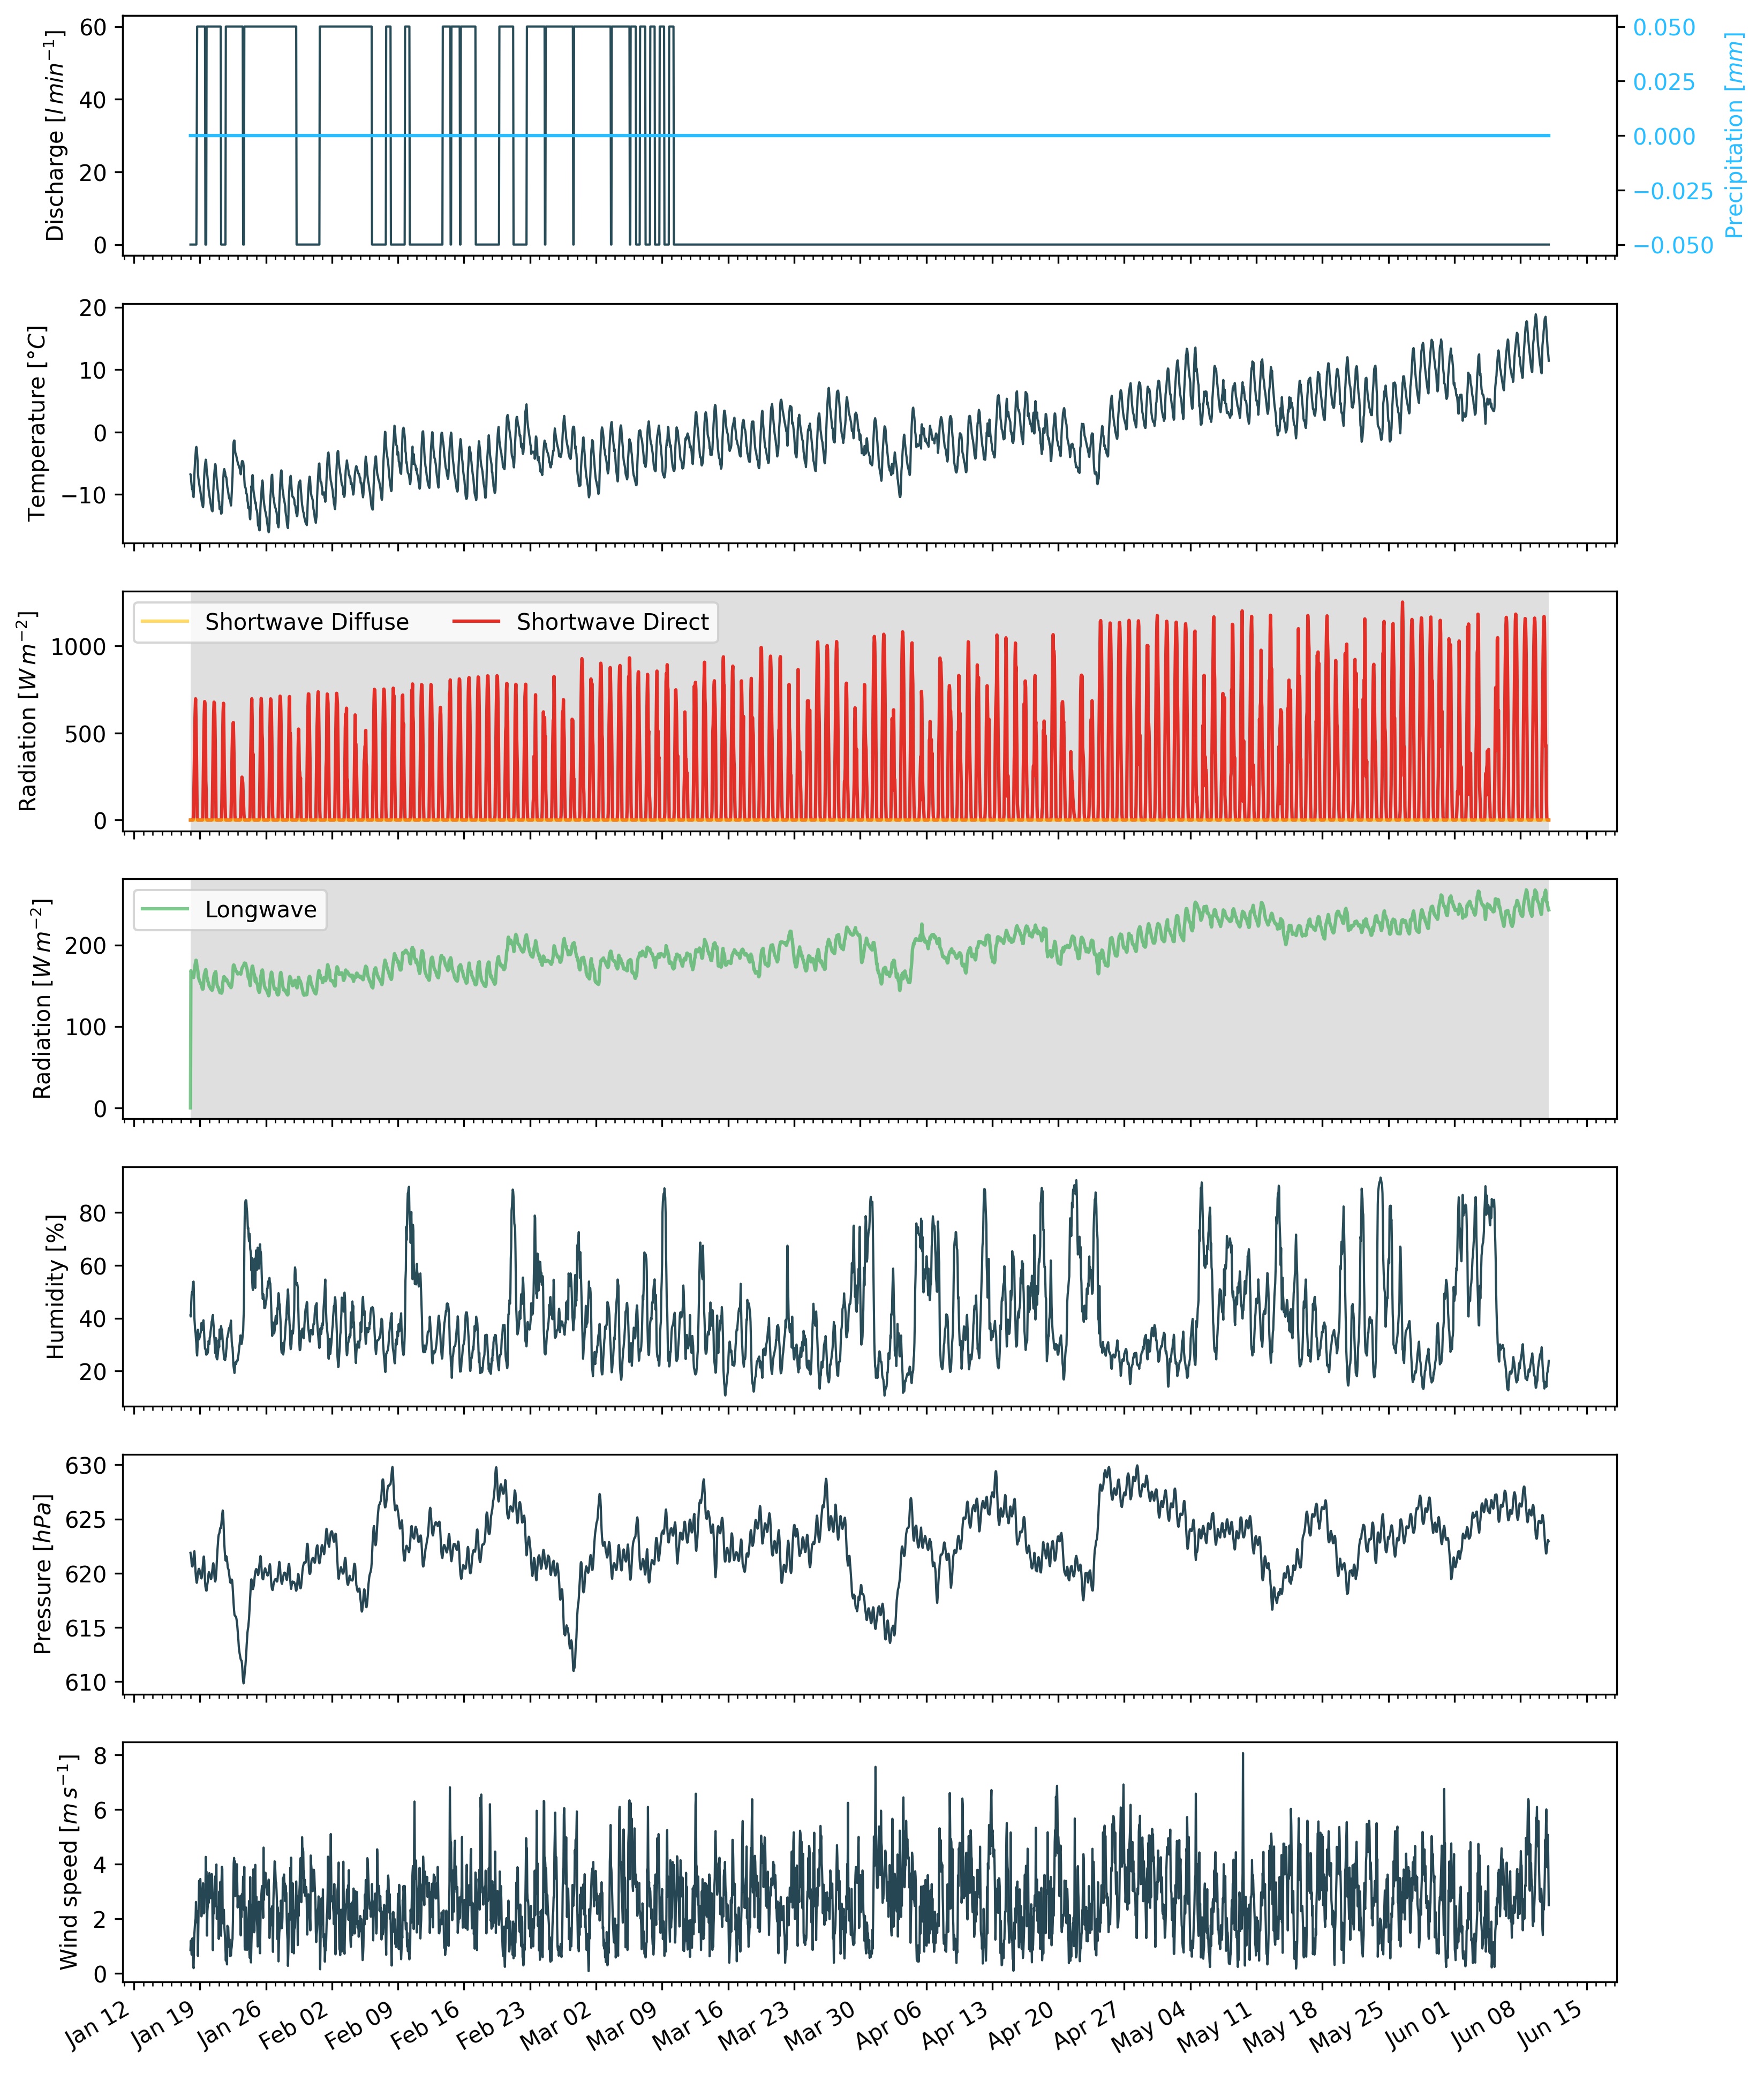 Discharge [l min⁻¹]
60
40
20
0
Precipitation [mm]
0.050
0.025
0.000
−0.025
−0.050
Temperature [°C]
20
10
0
−10
Radiation [W m⁻²]
1000
500
0
Shortwave Diffuse
Shortwave Direct
Radiation [W m⁻²]
200
100
0
Longwave
Humidity [%]
80
60
40
20
Pressure [hPa]
630
625
620
615
610
Wind speed [m s⁻¹]
8
6
4
2
0
Jan 12
Jan 19
Jan 26
Feb 02
Feb 09
Feb 16
Feb 23
Mar 02
Mar 09
Mar 16
Mar 23
Mar 30
Apr 06
Apr 13
Apr 20
Apr 27
May 04
May 11
May 18
May 25
Jun 01
Jun 08
Jun 15